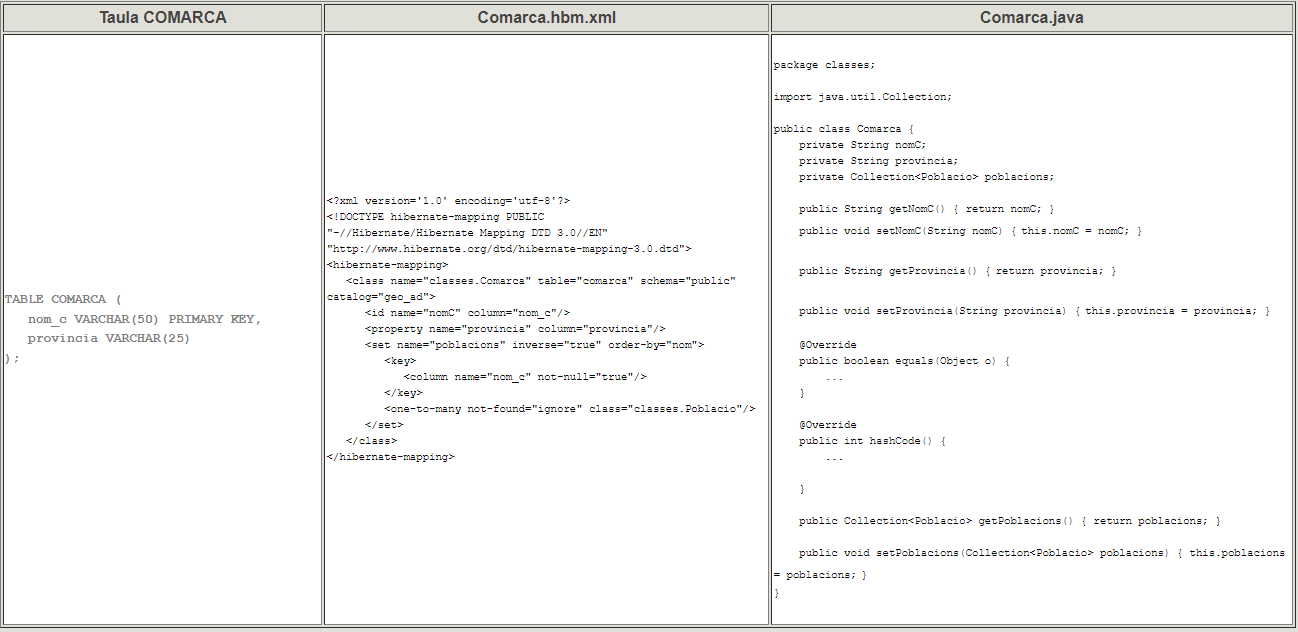 Taula COMARCA
Comarca.hbm.xml
Comarca.java
TABLE COMARCA (
nom_c VARCHAR(50) PRIMARY KEY,
provincia VARCHAR(25)
);
<?xml version='1.0' encoding='utf-8'?>
<!DOCTYPE hibernate-mapping PUBLIC
"-//Hibernate/Hibernate Mapping DTD 3.0//EN"
"http://www.hibernate.org/dtd/hibernate-mapping-3.0.dtd">
<hibernate-mapping>
<class name="classes.Comarca" table="comarca" schema="public"
catalog="geo_ad">
<id name="nomC" column="nom_c"/>
<property name="provincia" column="provincia"/>
<set name="poblacions" inverse="true" order-by="nom">
<key>
<column name="nom_c" not-null="true"/>
</key>
<one-to-many not-found="ignore" class="classes.Poblacio"/>
</set>
</class>
</hibernate-mapping>
package classes;
import java.util.Collection;
public class Comarca {
private String nomC;
private String provincia;
private Collection<Poblacio> poblacions;
public String getNomC() { return nomC; }
public void setNomC(String nomC) { this.nomC = nomC; }
public String getProvincia() { return provincia; }
public void setProvincia(String provincia) { this.provincia = provincia; }
@Override
public boolean equals(Object o) {
...
}
@Override
public int hashCode() {
...
}
public Collection<Poblacio> getPoblacions() { return poblacions; }
public void setPoblacions(Collection<Poblacio> poblacions) { this.poblacions
= poblacions; }
}